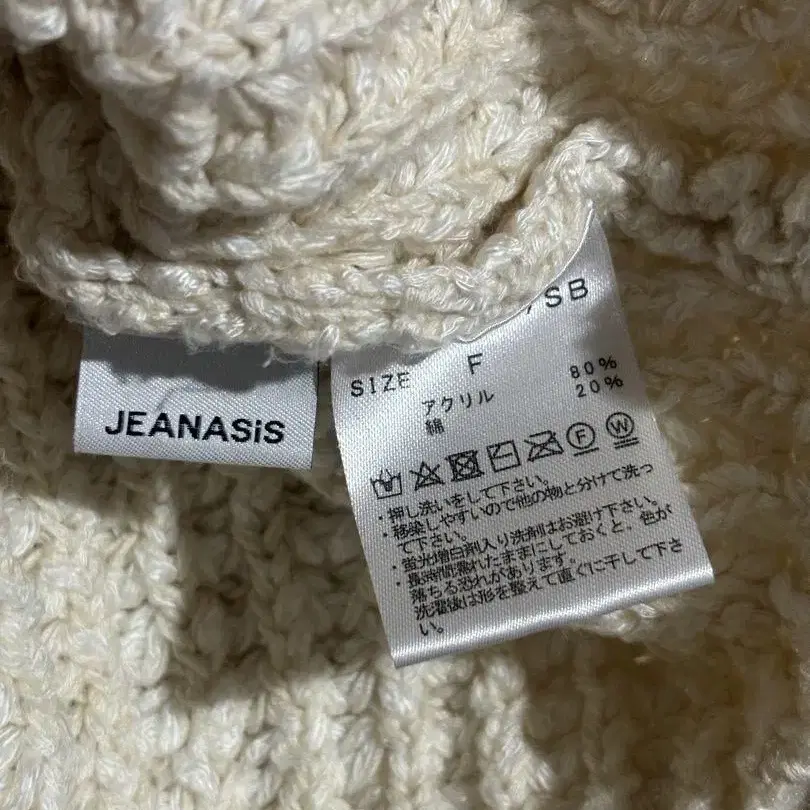 JEANASiS
/SB
SIZE F
アクリル 80%
綿 20%
F W
・押し洗いをして下さい。
・移染しやすいので他の物と分けて洗っ
て下さい。
・蛍光増白剤入り洗剤はお避け下さい。
・長時間濡れたままにしておくと、色が
落ちる恐れがあります。
洗濯後は形を整えて直ぐに干して下さ
い。